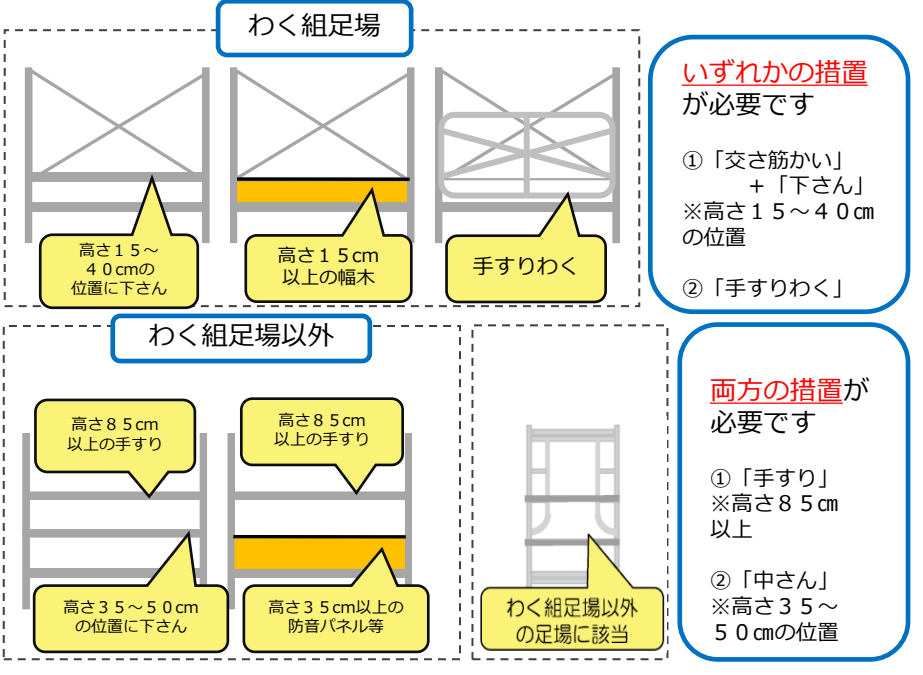 わく組足場
高さ１５～
４０cmの
位置に下さん
高さ１５cm
以上の幅木
手すりわく
いずれかの措置
が必要です
①「交さ筋かい」
＋「下さん」
※高さ１５～４０㎝
の位置
②「手すりわく」
わく組足場以外
高さ８５cm
以上の手すり
高さ８５cm
以上の手すり
高さ３５～５０cm
の位置に下さん
高さ３５cm以上の
防音パネル等
わく組足場以外
の足場に該当
両方の措置が
必要です
①「手すり」
※高さ８５㎝
以上
②「中さん」
※高さ３５～
５０㎝の位置